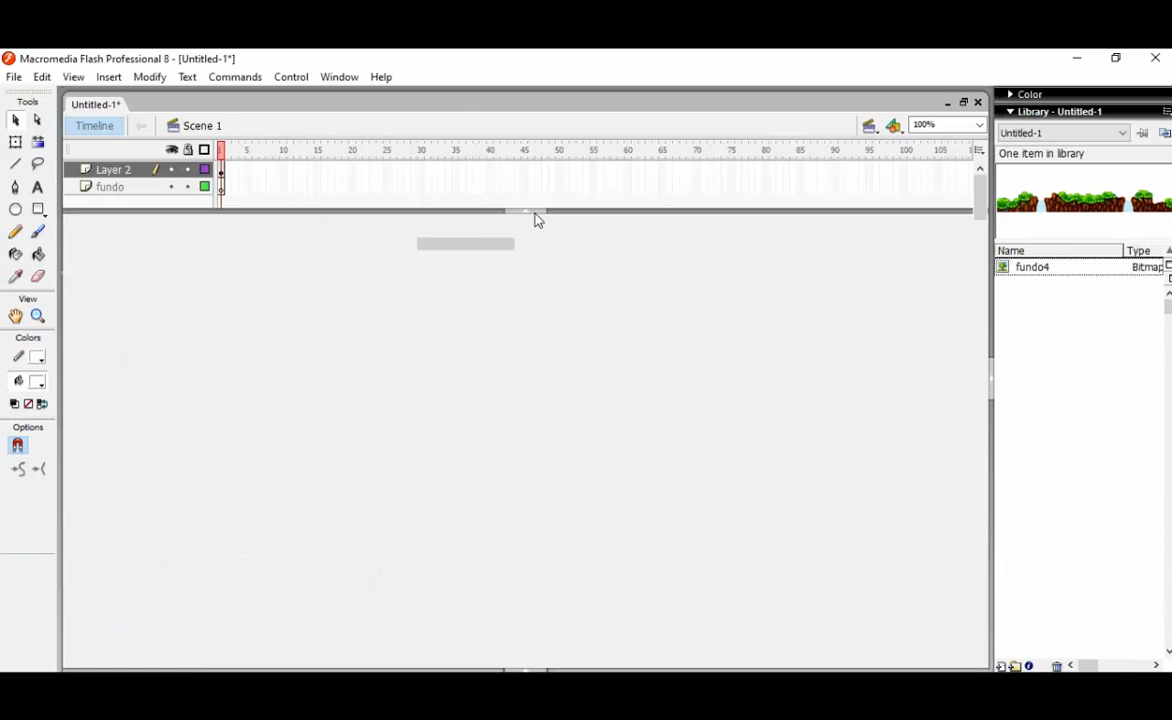 Macromedia Flash Professional 8 - [Untitled-1*]
File Edit View Insert Modify Text Commands Control Window Help
Tools
Untitled-1*
Color
Library - Untitled-1
Timeline
Scene 1
100%
Untitled-1
1 5 10 15 20 25 30 35 40 45 50 55 60 65 70 75 80 85 90 95 100 105
One item in library
Layer 2
fundo
A
Name Type
fundo4 Bitmap
View
Colors
Options